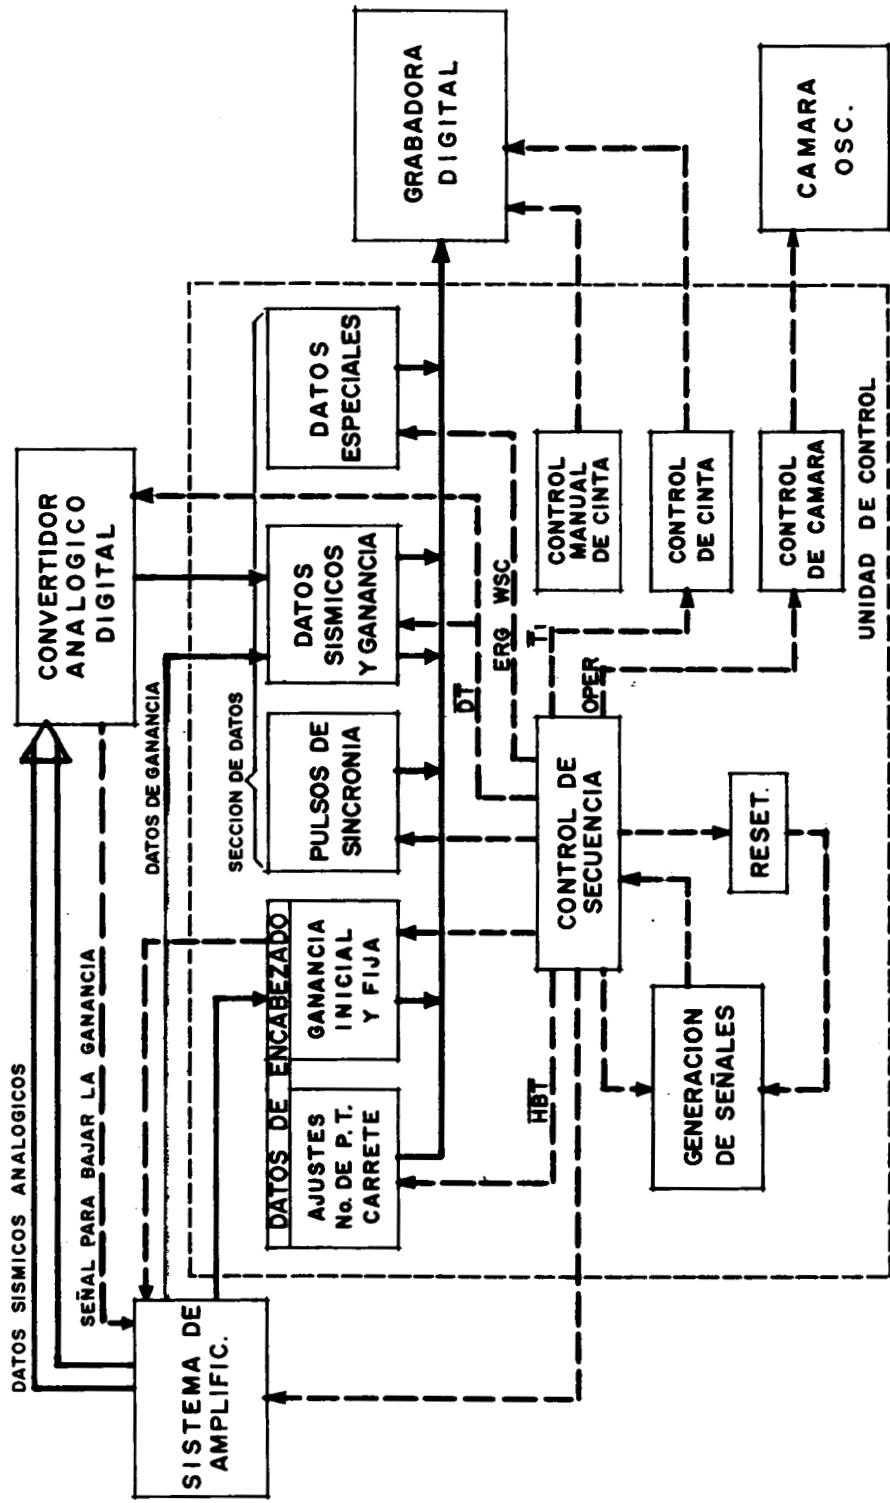 DATOS SISMICOS ANALOGICOS
SEÑAL PARA BAJAR LA GANANCIA
CONVERTIDOR
ANALOGICO
DIGITAL
SISTEMA DE
AMPLIFIC.
DATOS DE GANANCIA
SECCION DE DATOS
DATOS DE ENCABEZADO
AJUSTES
No. DE P. T.
CARRETE
GANANCIA
INICIAL
Y FIJA
PULSOS DE
SINCRONIA
DATOS
SISMICOS
Y GANANCIA
DATOS
ESPECIALES
GRABADORA
DIGITAL
HBT
DT
ERG WSC
T1
OPER
CONTROL DE
SECUENCIA
CONTROL
MANUAL
DE CINTA
CONTROL
DE CINTA
CONTROL
DE CAMARA
CAMARA
OSC.
GENERACION
DE SEÑALES
RESET.
UNIDAD DE CONTROL